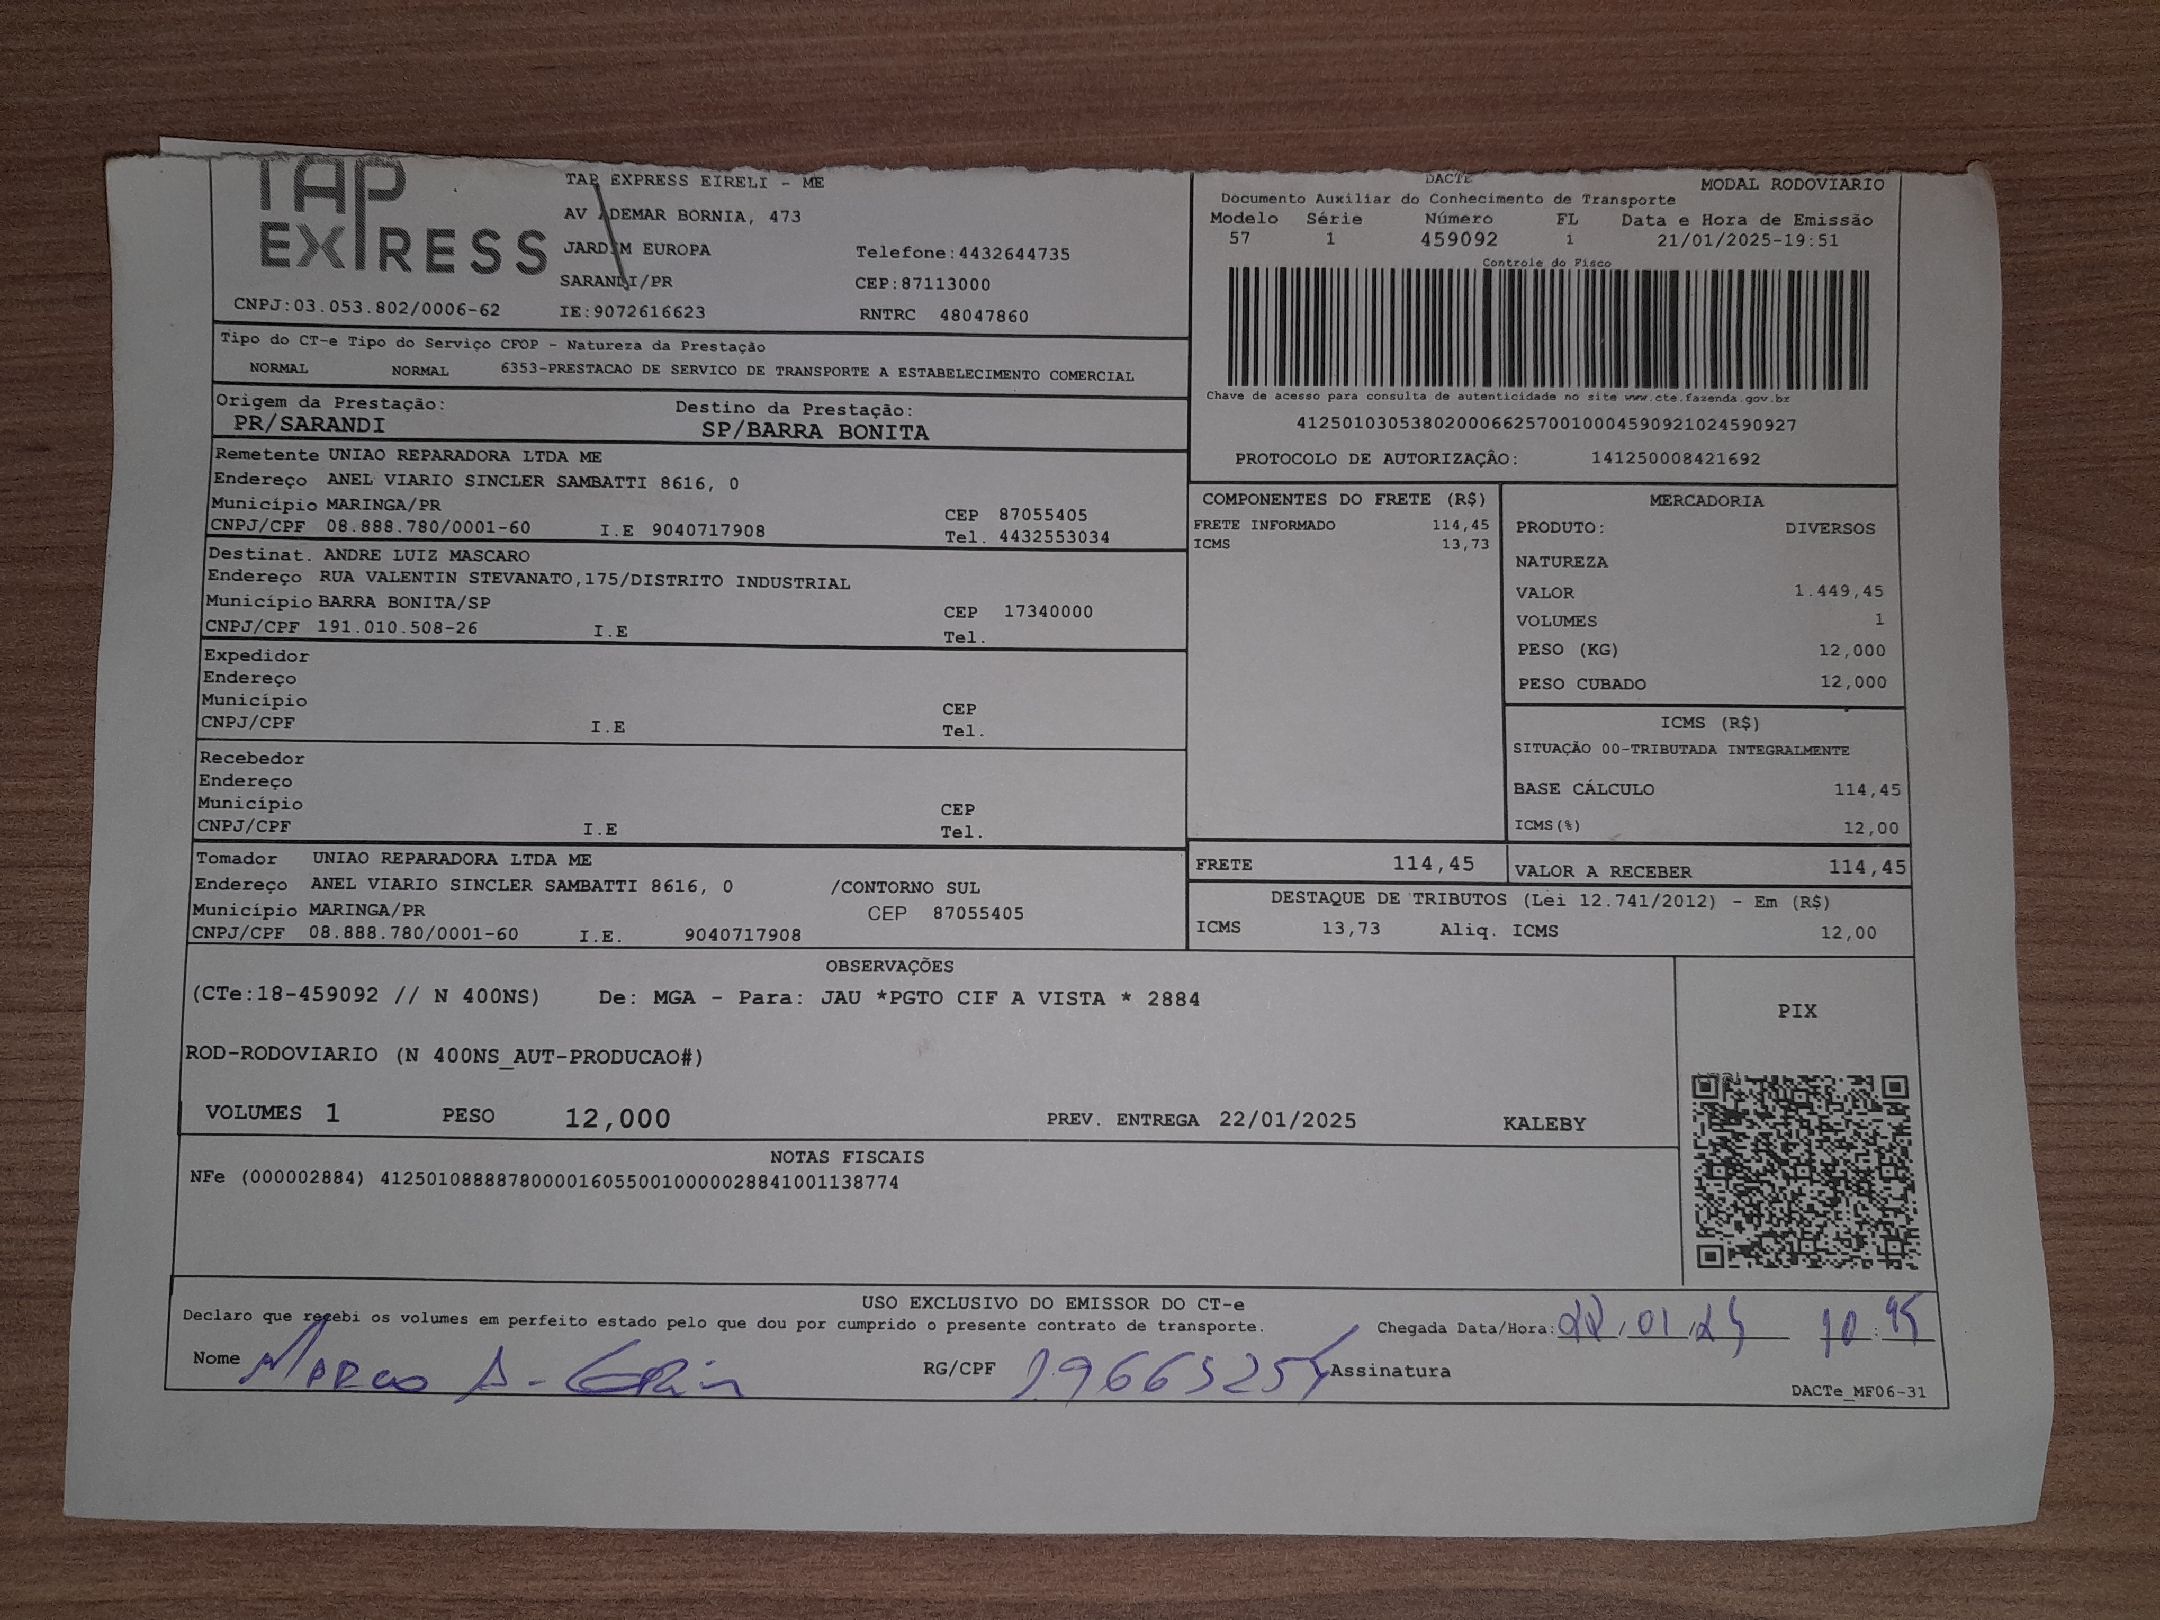 TAP
EXPRESS
TAP EXPRESS EIRELI - ME
AV ADEMAR BORNIA, 473
JARDIM EUROPA Telefone:4432644735
SARANDI/PR CEP:87113000
CNPJ:03.053.802/0006-62 IE:9072616623 RNTRC 48047860
DACTE MODAL RODOVIARIO
Documento Auxiliar do Conhecimento de Transporte
Modelo Série Número FL Data e Hora de Emissão
57 1 459092 1 21/01/2025-19:51
Controle do Fisco
Chave de acesso para consulta de autenticidade no site www.cte.fazenda.gov.br
41250103053802000662570010004590921024590927
PROTOCOLO DE AUTORIZAÇÃO: 141250008421692
Tipo do CT-e Tipo do Serviço CFOP - Natureza da Prestação
NORMAL NORMAL 6353-PRESTACAO DE SERVICO DE TRANSPORTE A ESTABELECIMENTO COMERCIAL
Origem da Prestação: Destino da Prestação:
PR/SARANDI SP/BARRA BONITA
Remetente UNIAO REPARADORA LTDA ME
Endereço ANEL VIARIO SINCLER SAMBATTI 8616, 0
Município MARINGA/PR CEP 87055405
CNPJ/CPF 08.888.780/0001-60 I.E 9040717908 Tel. 4432553034
Destinat. ANDRE LUIZ MASCARO
Endereço RUA VALENTIN STEVANATO,175/DISTRITO INDUSTRIAL
Município BARRA BONITA/SP CEP 17340000
CNPJ/CPF 191.010.508-26 I.E Tel.
Expedidor
Endereço
Município CEP
CNPJ/CPF I.E Tel.
Recebedor
Endereço
Município CEP
CNPJ/CPF I.E Tel.
Tomador UNIAO REPARADORA LTDA ME
Endereço ANEL VIARIO SINCLER SAMBATTI 8616, 0 /CONTORNO SUL
Município MARINGA/PR CEP 87055405
CNPJ/CPF 08.888.780/0001-60 I.E. 9040717908
COMPONENTES DO FRETE (R$)
FRETE INFORMADO 114,45
ICMS 13,73
MERCADORIA
PRODUTO: DIVERSOS
NATUREZA
VALOR 1.449,45
VOLUMES 1
PESO (KG) 12,000
PESO CUBADO 12,000
ICMS (R$)
SITUAÇÃO 00-TRIBUTADA INTEGRALMENTE
BASE CÁLCULO 114,45
ICMS(%) 12,00
FRETE 114,45 VALOR A RECEBER 114,45
DESTAQUE DE TRIBUTOS (Lei 12.741/2012) - Em (R$)
ICMS 13,73 Aliq. ICMS 12,00
OBSERVAÇÕES
(CTe:18-459092 // N 400NS) De: MGA - Para: JAU *PGTO CIF A VISTA * 2884
ROD-RODOVIARIO (N 400NS_AUT-PRODUCAO#)
VOLUMES 1 PESO 12,000 PREV. ENTREGA 22/01/2025 KALEBY
PIX
NOTAS FISCAIS
NFe (000002884) 41250108888780000160550010000028841001138774
USO EXCLUSIVO DO EMISSOR DO CT-e
Declaro que recebi os volumes em perfeito estado pelo que dou por cumprido o presente contrato de transporte. Chegada Data/Hora: 22/01/25 10:45
Nome Marcos A. RG/CPF 19663254 Assinatura
DACTe_MF06-31